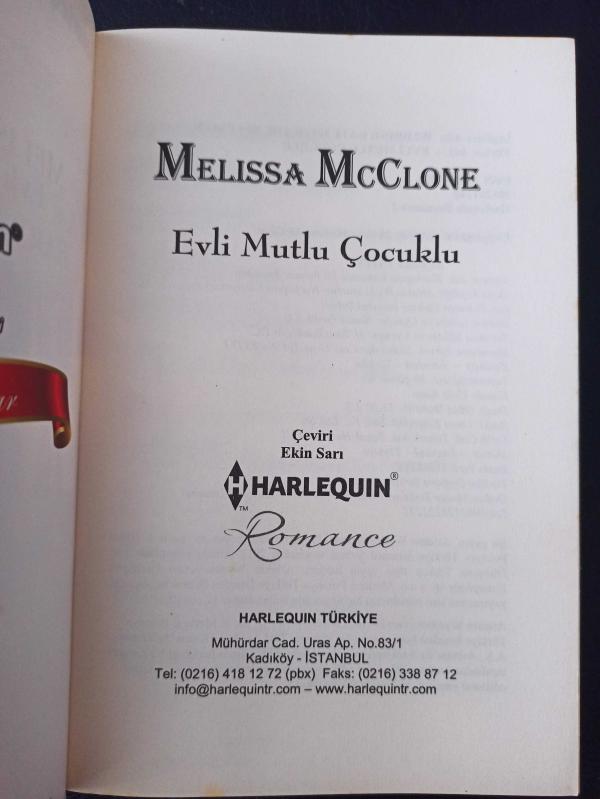 MELISSA MCCLONE
Evli Mutlu Çocuklu
Çeviri
Ekin Sarı
H HARLEQUIN®
™
Romance
HARLEQUIN TÜRKİYE
Mühürdar Cad. Uras Ap. No.83/1
Kadıköy - İSTANBUL
Tel: (0216) 418 12 72 (pbx) Faks: (0216) 338 87 12
info@harlequintr.com – www.harlequintr.com